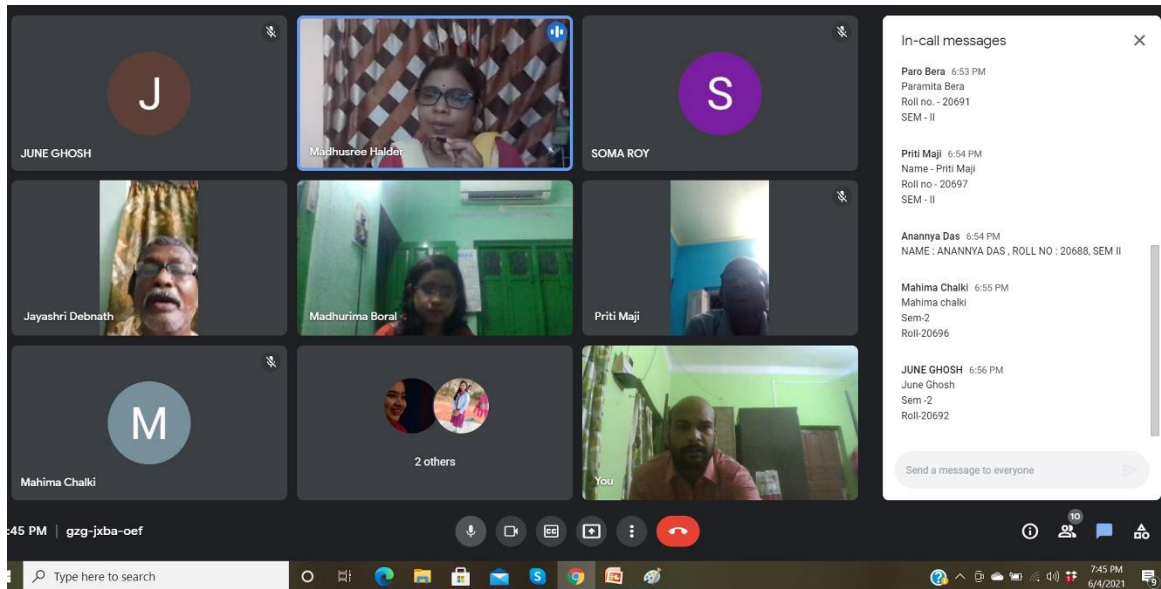 J
JUNE GHOSH
Madhusree Halder
S
SOMA ROY
Jayashri Debnath
Madhurima Boral
Priti Maji
M
Mahima Chalki
2 others
You
:45 PM | gzg-jxba-oef
10
In-call messages
Paro Bera 6:53 PM
Paramita Bera
Roll no. - 20691
SEM - II
Priti Maji 6:54 PM
Name - Priti Maji
Roll no - 20697
SEM - II
Anannya Das 6:54 PM
NAME : ANANNYA DAS , ROLL NO : 20688, SEM II
Mahima Chalki 6:55 PM
Mahima chalki
Sem-2
Roll-20696
JUNE GHOSH 6:56 PM
June Ghosh
Sem -2
Roll-20692
Send a message to everyone
Type here to search
7:45 PM
6/4/2021
9